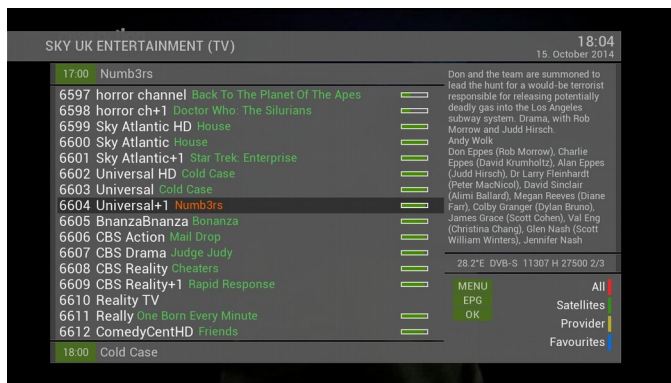 SKY UK ENTERTAINMENT (TV)
18:04
15. October 2014
17:00 Numb3rs
6597 horror channel Back To The Planet Of The Apes
6598 horror ch+1 Doctor Who: The Silurians
6599 Sky Atlantic HD House
6600 Sky Atlantic House
6601 Sky Atlantic+1 Star Trek: Enterprise
6602 Universal HD Cold Case
6603 Universal Cold Case
6604 Universal+1 Numb3rs
6605 BnanzaBnanza Bonanza
6606 CBS Action Mail Drop
6607 CBS Drama Judge Judy
6608 CBS Reality Cheaters
6609 CBS Reality+1 Rapid Response
6610 Reality TV
6611 Really One Born Every Minute
6612 ComedyCentHD Friends
18:00 Cold Case
Don and the team are summoned to
lead the hunt for a would-be terrorist
responsible for releasing potentially
deadly gas into the Los Angeles
subway system. Drama, with Rob
Morrow and Judd Hirsch.
Andy Wolk
Don Eppes (Rob Morrow), Charlie
Eppes (David Krumholtz), Alan Eppes
(Judd Hirsch), Dr Larry Fleinhardt
(Peter MacNicol), David Sinclair
(Alimi Ballard), Megan Reeves (Diane
Farr), Colby Granger (Dylan Bruno),
James Grace (Scott Cohen), Val Eng
(Christina Chang), Glen Nash (Scott
William Winters), Jennifer Nash
28.2°E DVB-S 11307 H 27500 2/3
MENU
EPG
OK
All
Satellites
Provider
Favourites